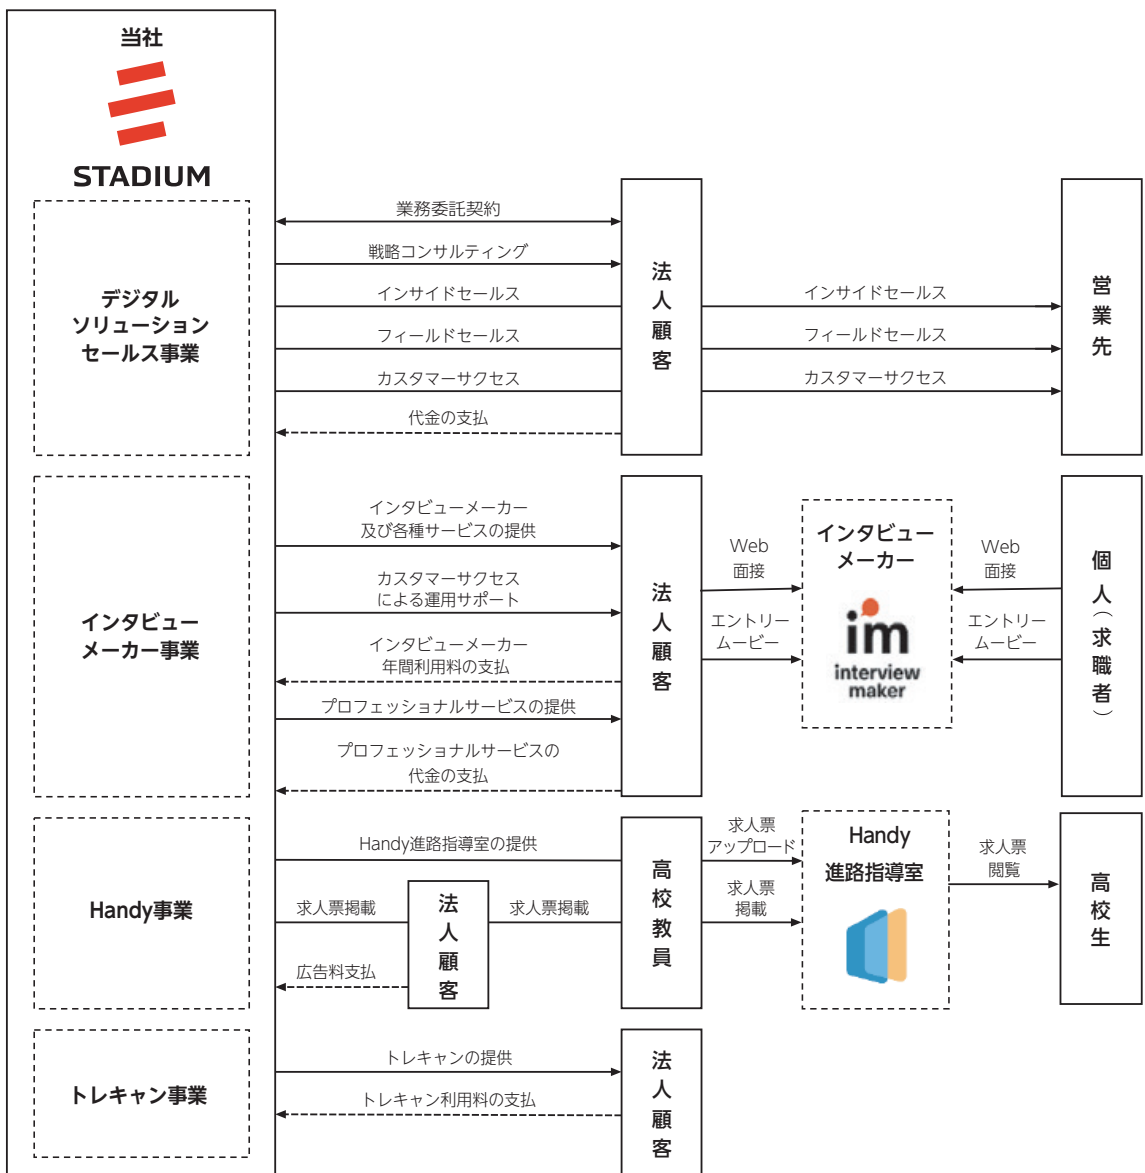 当社
STADIUM
デジタル
ソリューション
セールス事業
業務委託契約
戦略コンサルティング
インサイドセールス
フィールドセールス
カスタマーサクセス
代金の支払
法人顧客
インサイドセールス
フィールドセールス
カスタマーサクセス
営業先
インタビュー
メーカー事業
インタビューメーカー
及び各種サービスの提供
カスタマーサクセス
による運用サポート
インタビューメーカー
年間利用料の支払
プロフェッショナルサービスの提供
プロフェッショナルサービスの
代金の支払
法人顧客
Web
面接
エントリー
ムービー
インタビュー
メーカー
im
interview
maker
Web
面接
エントリー
ムービー
個人(求職者)
Handy事業
Handy進路指導室の提供
求人票掲載
広告料支払
法人顧客
求人票掲載
高校教員
求人票
アップロード
求人票
掲載
Handy
進路指導室
求人票
閲覧
高校生
トレキャン事業
トレキャンの提供
トレキャン利用料の支払
法人顧客